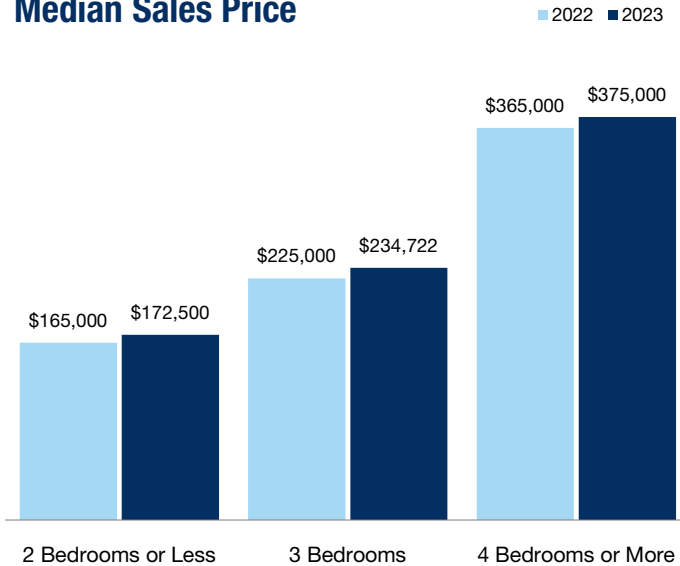 Median Sales Price
2022 2023
$365,000 $375,000
$225,000 $234,722
$165,000 $172,500
2 Bedrooms or Less 3 Bedrooms 4 Bedrooms or More